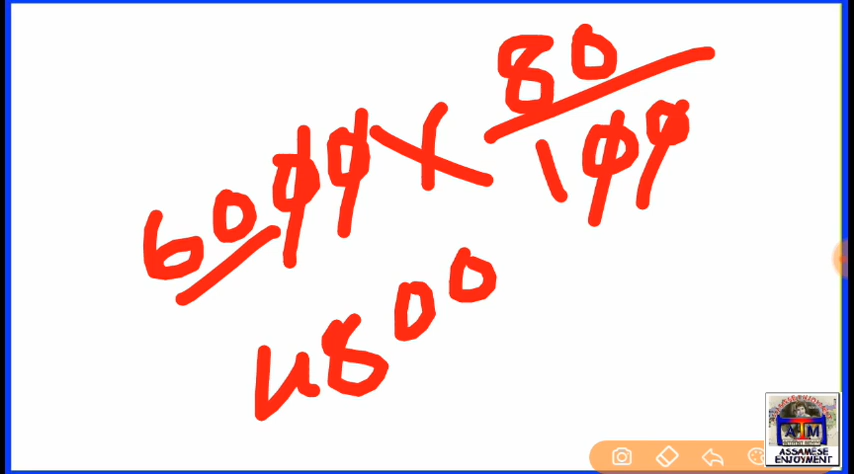 6000 × 80/100
4800
ATM
ASSAMESE
ENJOYMENT